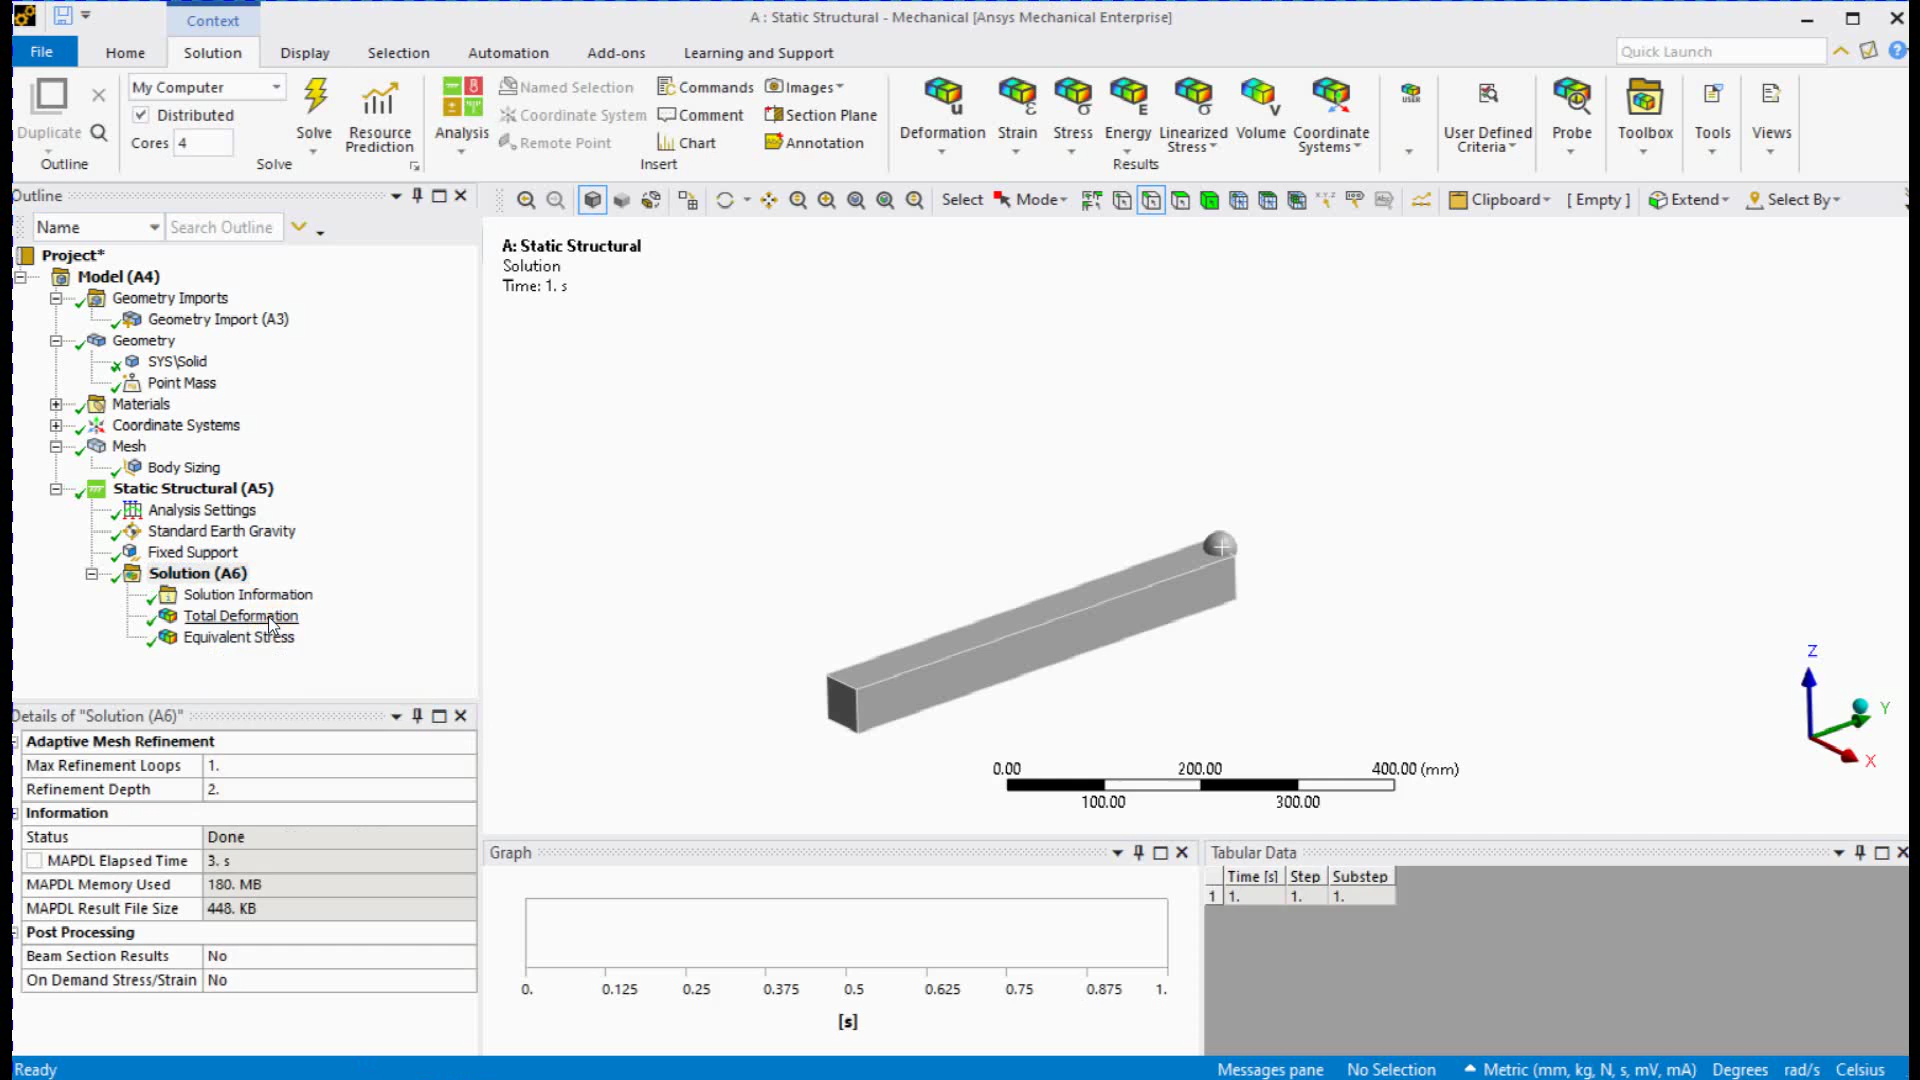 Context
A : Static Structural - Mechanical [Ansys Mechanical Enterprise]
File Home Solution Display Selection Automation Add-ons Learning and Support Quick Launch
Duplicate
Outline
My Computer
Distributed
Cores 4
Solve
Resource Prediction
Solve
Analysis
Named Selection
Coordinate System
Remote Point
Commands
Comment
Chart
Images
Section Plane
Annotation
Insert
Deformation Strain Stress Energy Linearized Stress Volume Coordinate Systems
Results
USER
User Defined Criteria
Probe
Toolbox
Tools
Views
Outline
Select Mode Clipboard [ Empty ] Extend Select By
Name Search Outline
Project*
Model (A4)
Geometry Imports
Geometry Import (A3)
Geometry
SYS\Solid
Point Mass
Materials
Coordinate Systems
Mesh
Body Sizing
Static Structural (A5)
Analysis Settings
Standard Earth Gravity
Fixed Support
Solution (A6)
Solution Information
Total Deformation
Equivalent Stress
A: Static Structural
Solution
Time: 1. s
Z
Y
X
0.00 200.00 400.00 (mm)
100.00 300.00
Details of "Solution (A6)"
Adaptive Mesh Refinement
Max Refinement Loops 1.
Refinement Depth 2.
Information
Status Done
MAPDL Elapsed Time 3. s
MAPDL Memory Used 180. MB
MAPDL Result File Size 448. KB
Post Processing
Beam Section Results No
On Demand Stress/Strain No
Graph
0. 0.125 0.25 0.375 0.5 0.625 0.75 0.875 1.
[s]
Tabular Data
Time [s] Step Substep
1 1. 1. 1.
Ready
Messages pane No Selection Metric (mm, kg, N, s, mV, mA) Degrees rad/s Celsius